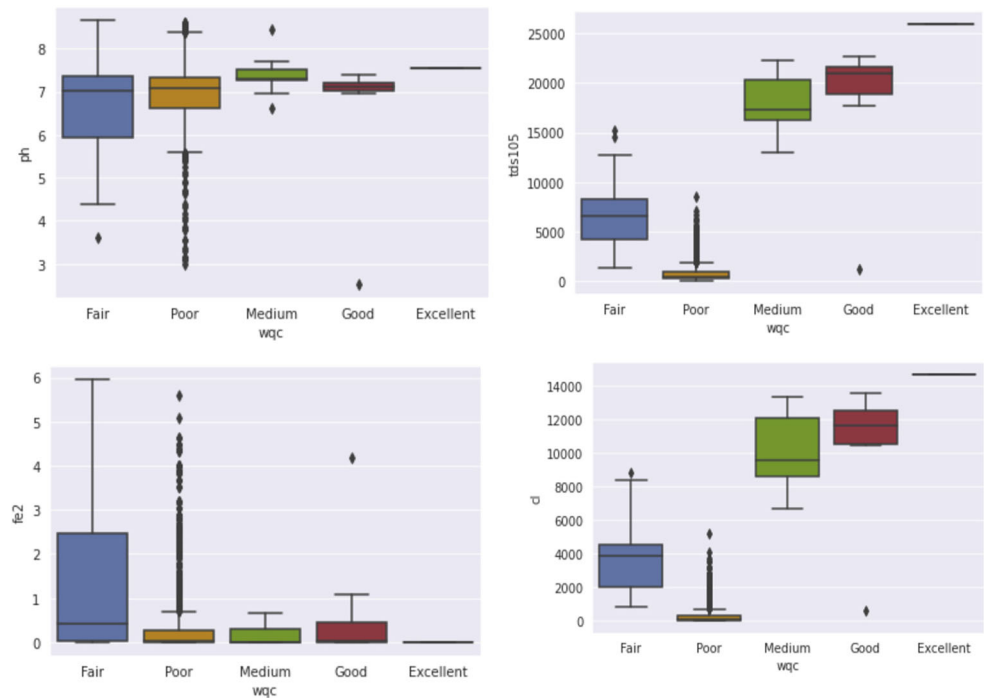 ph
8
7
6
5
4
3
Fair Poor Medium Good Excellent
wqc
tds105
25000
20000
15000
10000
5000
0
Fair Poor Medium Good Excellent
wqc
fe2
6
5
4
3
2
1
0
Fair Poor Medium Good Excellent
wqc
cl
14000
12000
10000
8000
6000
4000
2000
0
Fair Poor Medium Good Excellent
wqc